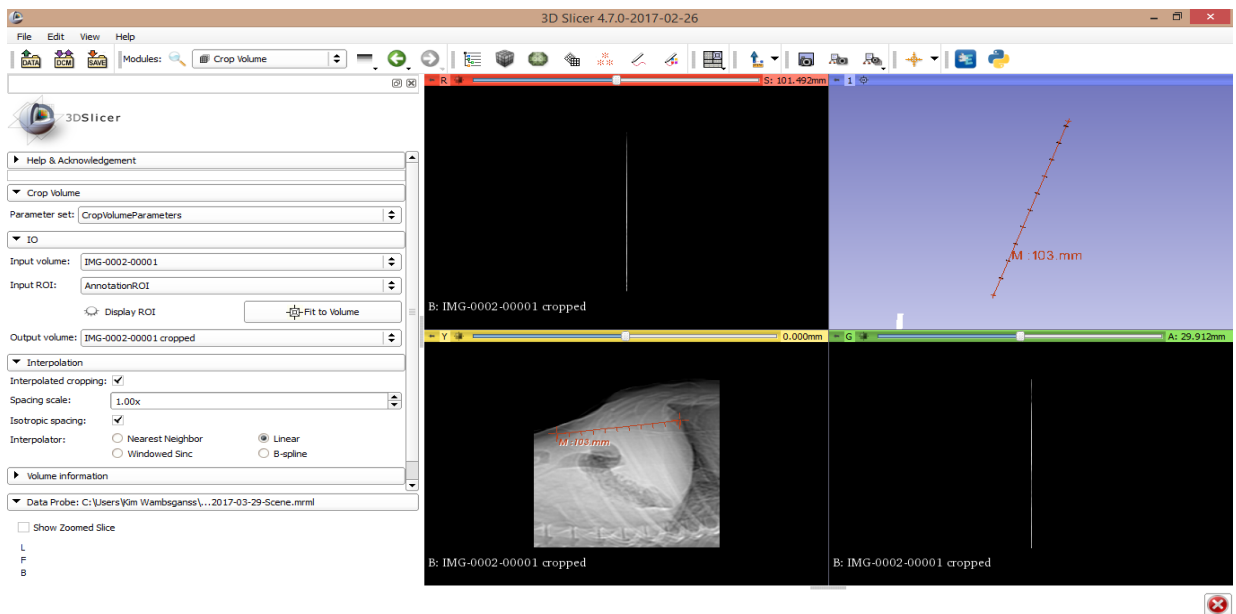 3D Slicer 4.7.0-2017-02-26
File Edit View Help
DATA DCM SAVE Modules: Crop Volume
R S: 101.492mm
1
3DSlicer
Help & Acknowledgement
Crop Volume
Parameter set: CropVolumeParameters
IO
Input volume: IMG-0002-00001
Input ROI: AnnotationROI
Display ROI Fit to Volume
Output volume: IMG-0002-00001 cropped
Interpolation
Interpolated cropping:
Spacing scale: 1.00x
Isotropic spacing:
Interpolator: Nearest Neighbor Linear
Windowed Sinc B-spline
Volume information
Data Probe: C:\Users\Kim Wambsganss\...2017-03-29-Scene.mrml
Show Zoomed Slice
L
F
B
B: IMG-0002-00001 cropped
M :103.mm
Y 0.000mm
G A: 29.912mm
M :103.mm
B: IMG-0002-00001 cropped
B: IMG-0002-00001 cropped